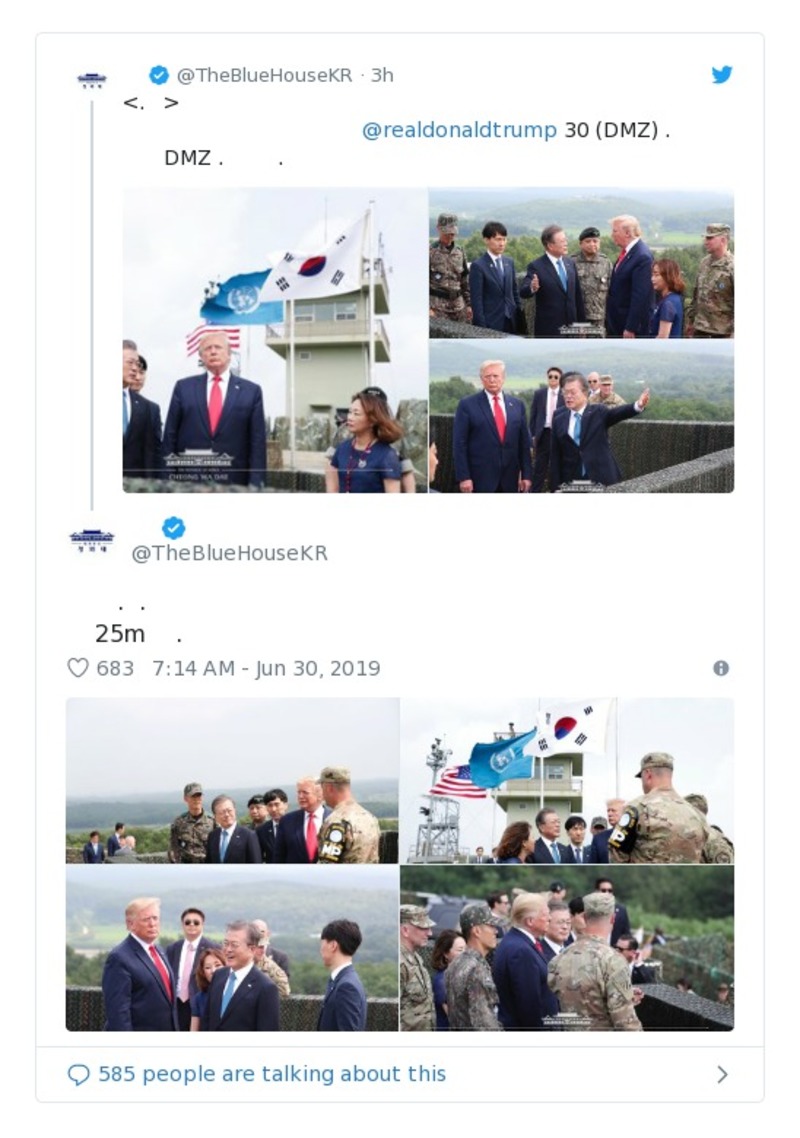 @TheBlueHouseKR · 3h
<. >
@realdonaldtrump 30 (DMZ) .
DMZ . .
CHEONG WA DAE
@TheBlueHouseKR
. .
25m .
683 7:14 AM - Jun 30, 2019
MP
MP
585 people are talking about this